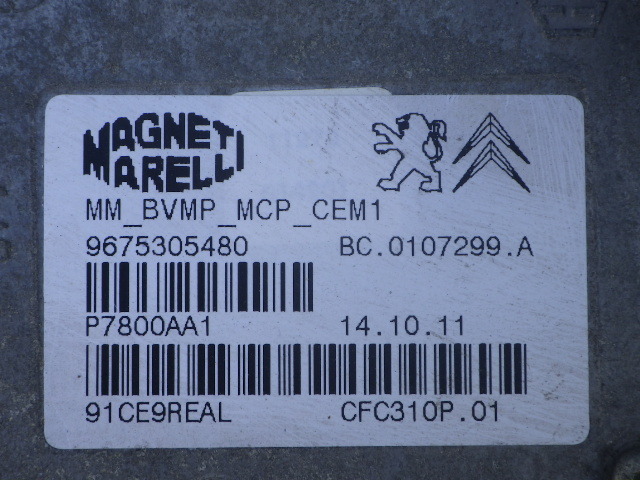 MAGNETI
MARELLI
MM_BVMP_MCP_CEM1
9675305480 BC.0107299.A
P7800AA1 14.10.11
91CE9REAL CFC310P.01